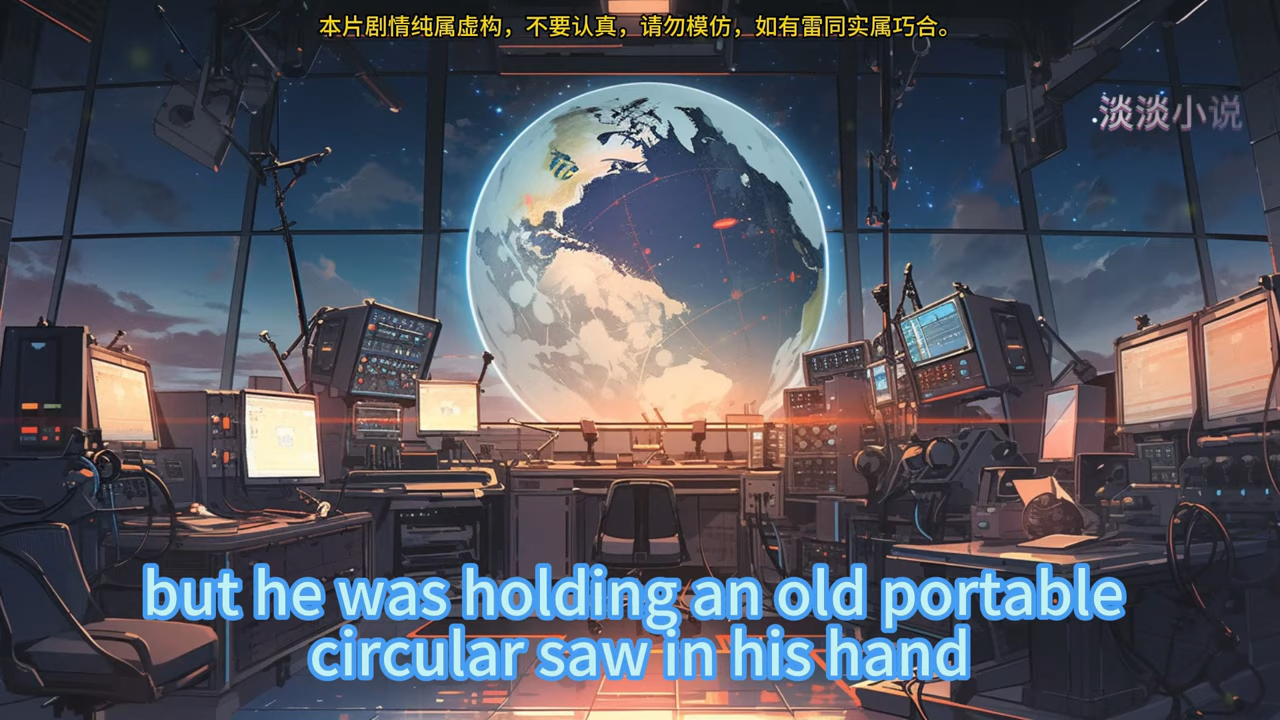 本片剧情纯属虚构，不要认真，请勿模仿，如有雷同实属巧合。
淡淡小说
but he was holding an old portable
circular saw in his hand